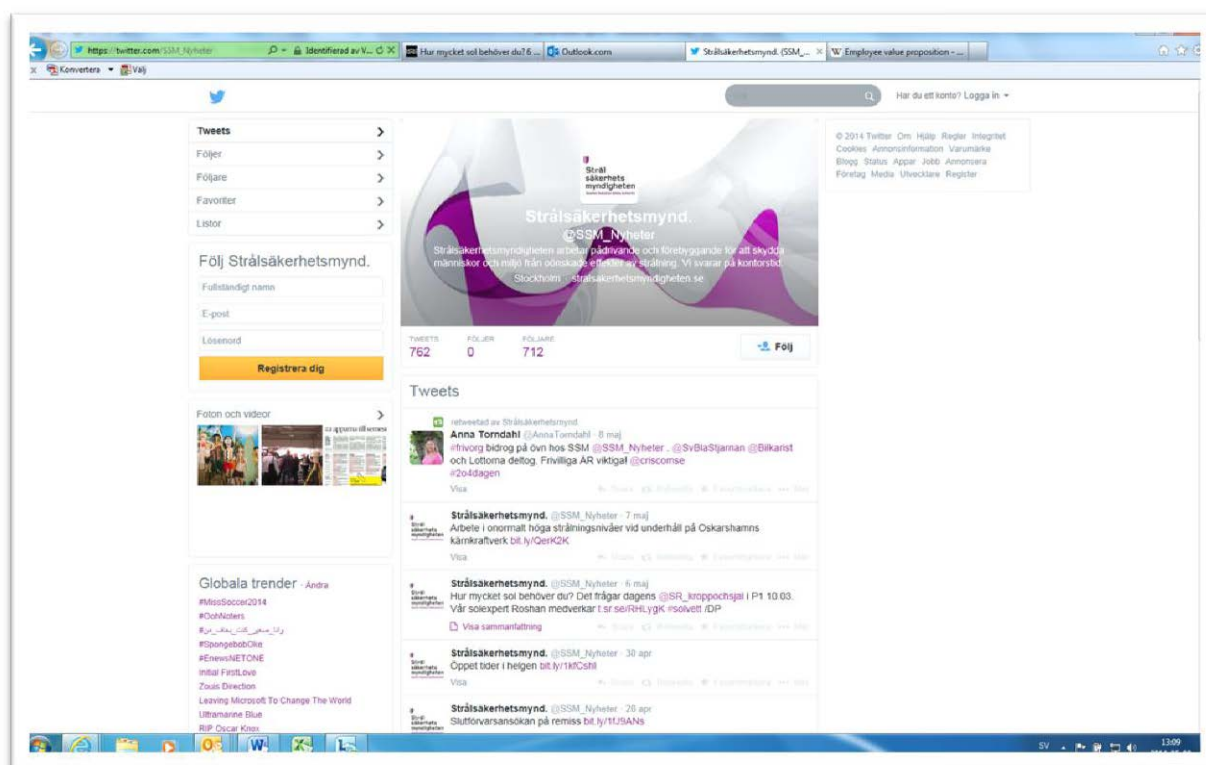 https://twitter.com/SSM_Nyheter
Identifierad av V...
Hur mycket sol behöver du? 6 ...
Outlook.com
Strålsäkerhetsmynd. (SSM_...
Employee value proposition - ...
x Konvertera Välj
Har du ett konto? Logga in
Tweets
Följer
Följare
Favoriter
Listor
Följ Strålsäkerhetsmynd.
Fullständigt namn
E-post
Lösenord
Registrera dig
Foton och videor
Globala trender · Ändra
#MissSoccer2014
#OohNoters
#SpongebobOke
#EnewsNETONE
Initial FirstLove
Zouis Direction
Leaving Microsoft To Change The World
Ultramarine Blue
RIP Oscar Knox
Strål
säkerhets
myndigheten
Strålsäkerhetsmynd.
@SSM_Nyheter
Strålsäkerhetsmyndigheten arbetar pådrivande och förebyggande för att skydda
människor och miljö från oönskade effekter av strålning. Vi svarar på kontorstid.
Stockholm · stralsakerhetsmyndigheten.se
TWEETS FÖLJER FÖLJARE
762 0 712
Följ
Tweets
retweetad av Strålsäkerhetsmynd
Anna Torndahl @AnnaTorndahl · 8 maj
#frivorg bidrog på övn hos SSM @SSM_Nyheter . @SvBlaStjarnan @Bilkarist
och Lottorna deltog. Frivilliga ÄR viktiga! @criscomse
#2o4dagen
Visa
Strålsäkerhetsmynd. @SSM_Nyheter · 7 maj
Arbete i onormalt höga strålningsnivåer vid underhåll på Oskarshamns
kärnkraftverk bit.ly/QerK2K
Visa
Strålsäkerhetsmynd. @SSM_Nyheter · 6 maj
Hur mycket sol behöver du? Det frågar dagens @SR_kroppochsjal i P1 10.03.
Vår solexpert Roshan medverkar t.sr.se/RHLygK #solvett /DP
Visa sammanfattning
Strålsäkerhetsmynd. @SSM_Nyheter · 30 apr
Öppet tider i helgen bit.ly/1kfCshl
Visa
Strålsäkerhetsmynd. @SSM_Nyheter · 28 apr
Slutförvarsansökan på remiss bit.ly/1fJ9ANs
© 2014 Twitter Om Hjälp Regler Integritet
Cookies Annonsinformation Varumärke
Blogg Status Appar Jobb Annonsera
Företag Media Utvecklare Register
SV
13:09